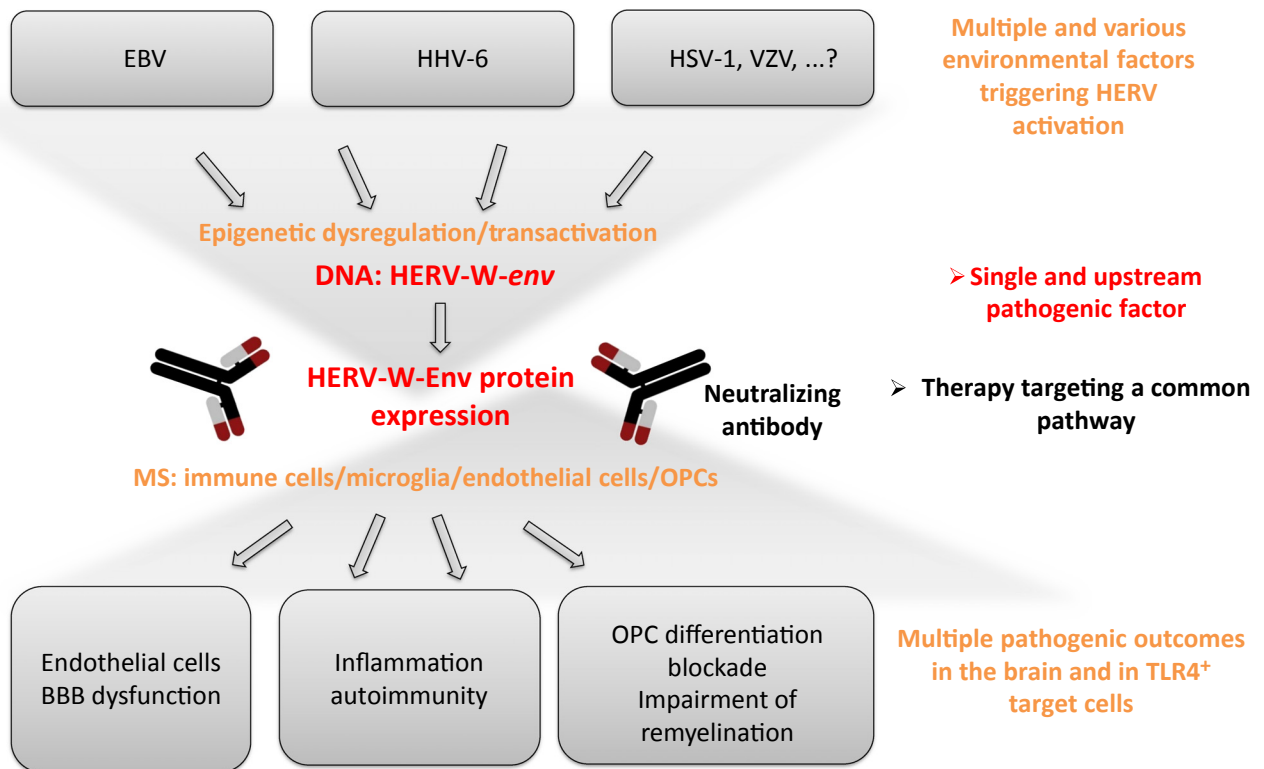 EBV
HHV-6
HSV-1, VZV, ...?
Multiple and various
environmental factors
triggering HERV
activation
Epigenetic dysregulation/transactivation
DNA: HERV-W-env
➢ Single and upstream
pathogenic factor
HERV-W-Env protein
expression
Neutralizing
antibody
➢ Therapy targeting a common
pathway
MS: immune cells/microglia/endothelial cells/OPCs
Endothelial cells
BBB dysfunction
Inflammation
autoimmunity
OPC differentiation
blockade
Impairment of
remyelination
Multiple pathogenic outcomes
in the brain and in TLR4⁺
target cells